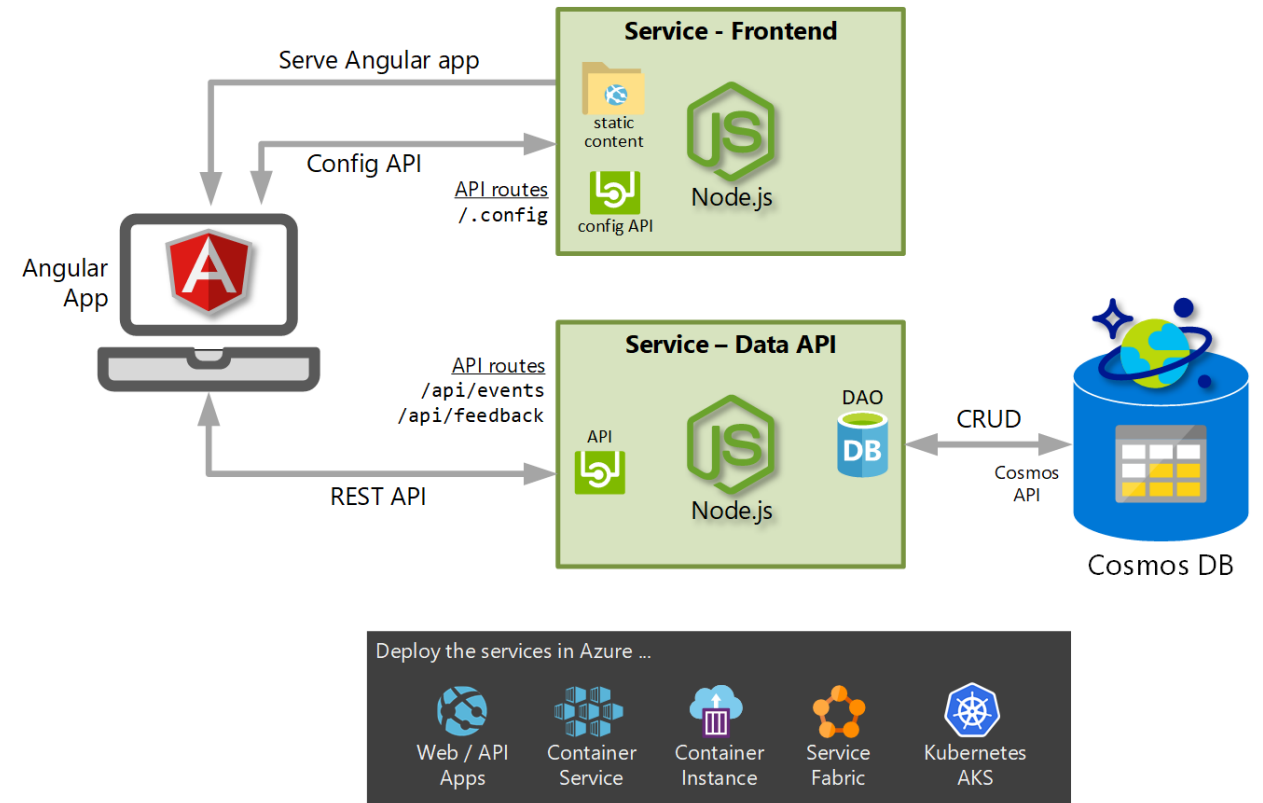 Service - Frontend
Serve Angular app
static
content
JS
Node.js
Config API
API routes
/.config
config API
Angular
App
A
Service – Data API
API routes
/api/events
/api/feedback
API
JS
Node.js
DAO
DB
CRUD
Cosmos
API
REST API
Cosmos DB
Deploy the services in Azure ...
Web / API
Apps
Container
Service
Container
Instance
Service
Fabric
Kubernetes
AKS